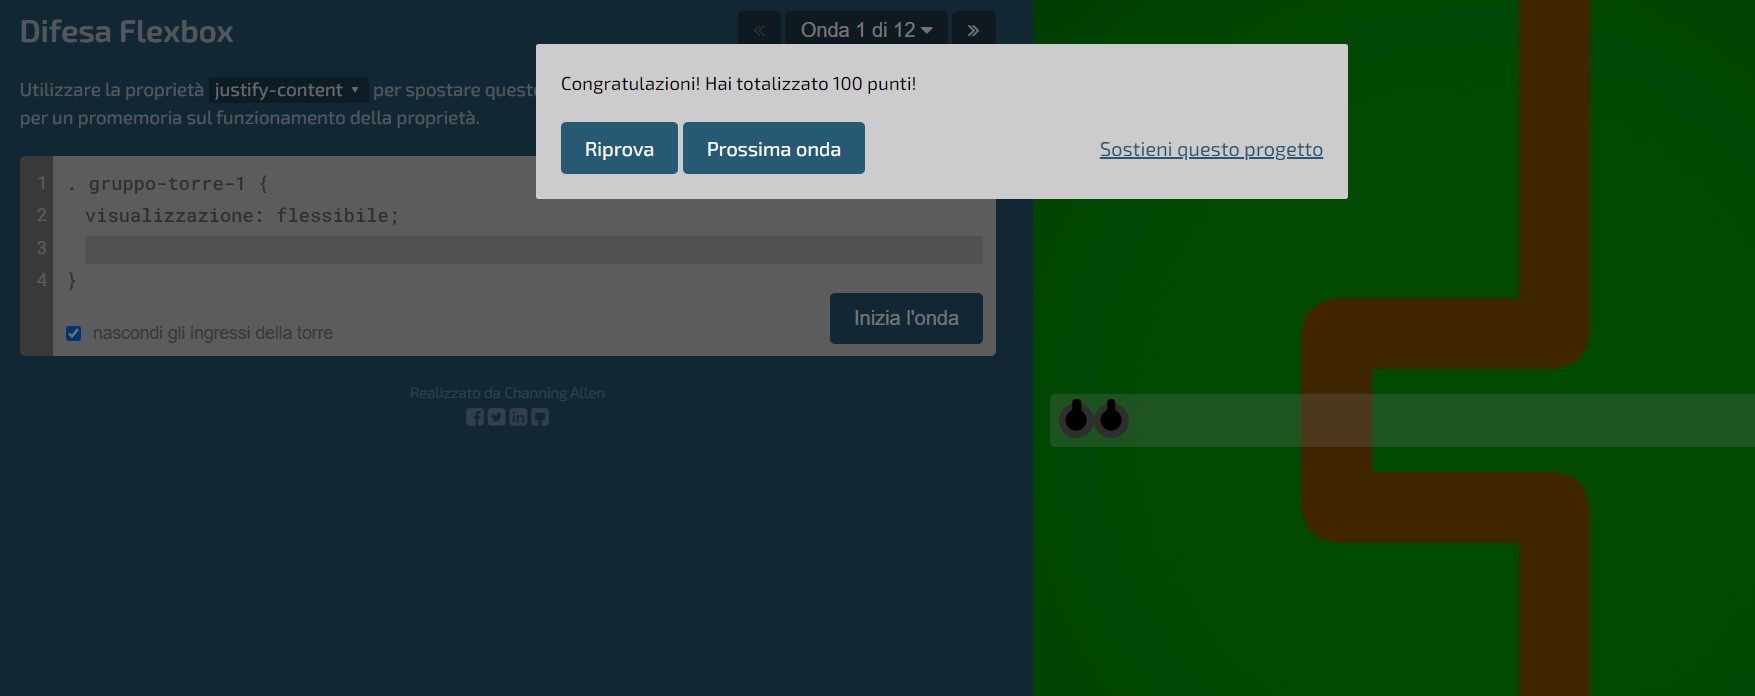 Difesa Flexbox
« Onda 1 di 12 »
Congratulazioni! Hai totalizzato 100 punti!
Utilizzare la proprietà justify-content per spostare queste
per un promemoria sul funzionamento della proprietà.
Riprova Prossima onda Sostieni questo progetto
1 . gruppo-torre-1 {
2 visualizzazione: flessibile;
3
4 }
nascondi gli ingressi della torre
Inizia l'onda
Realizzato da Channing Allen